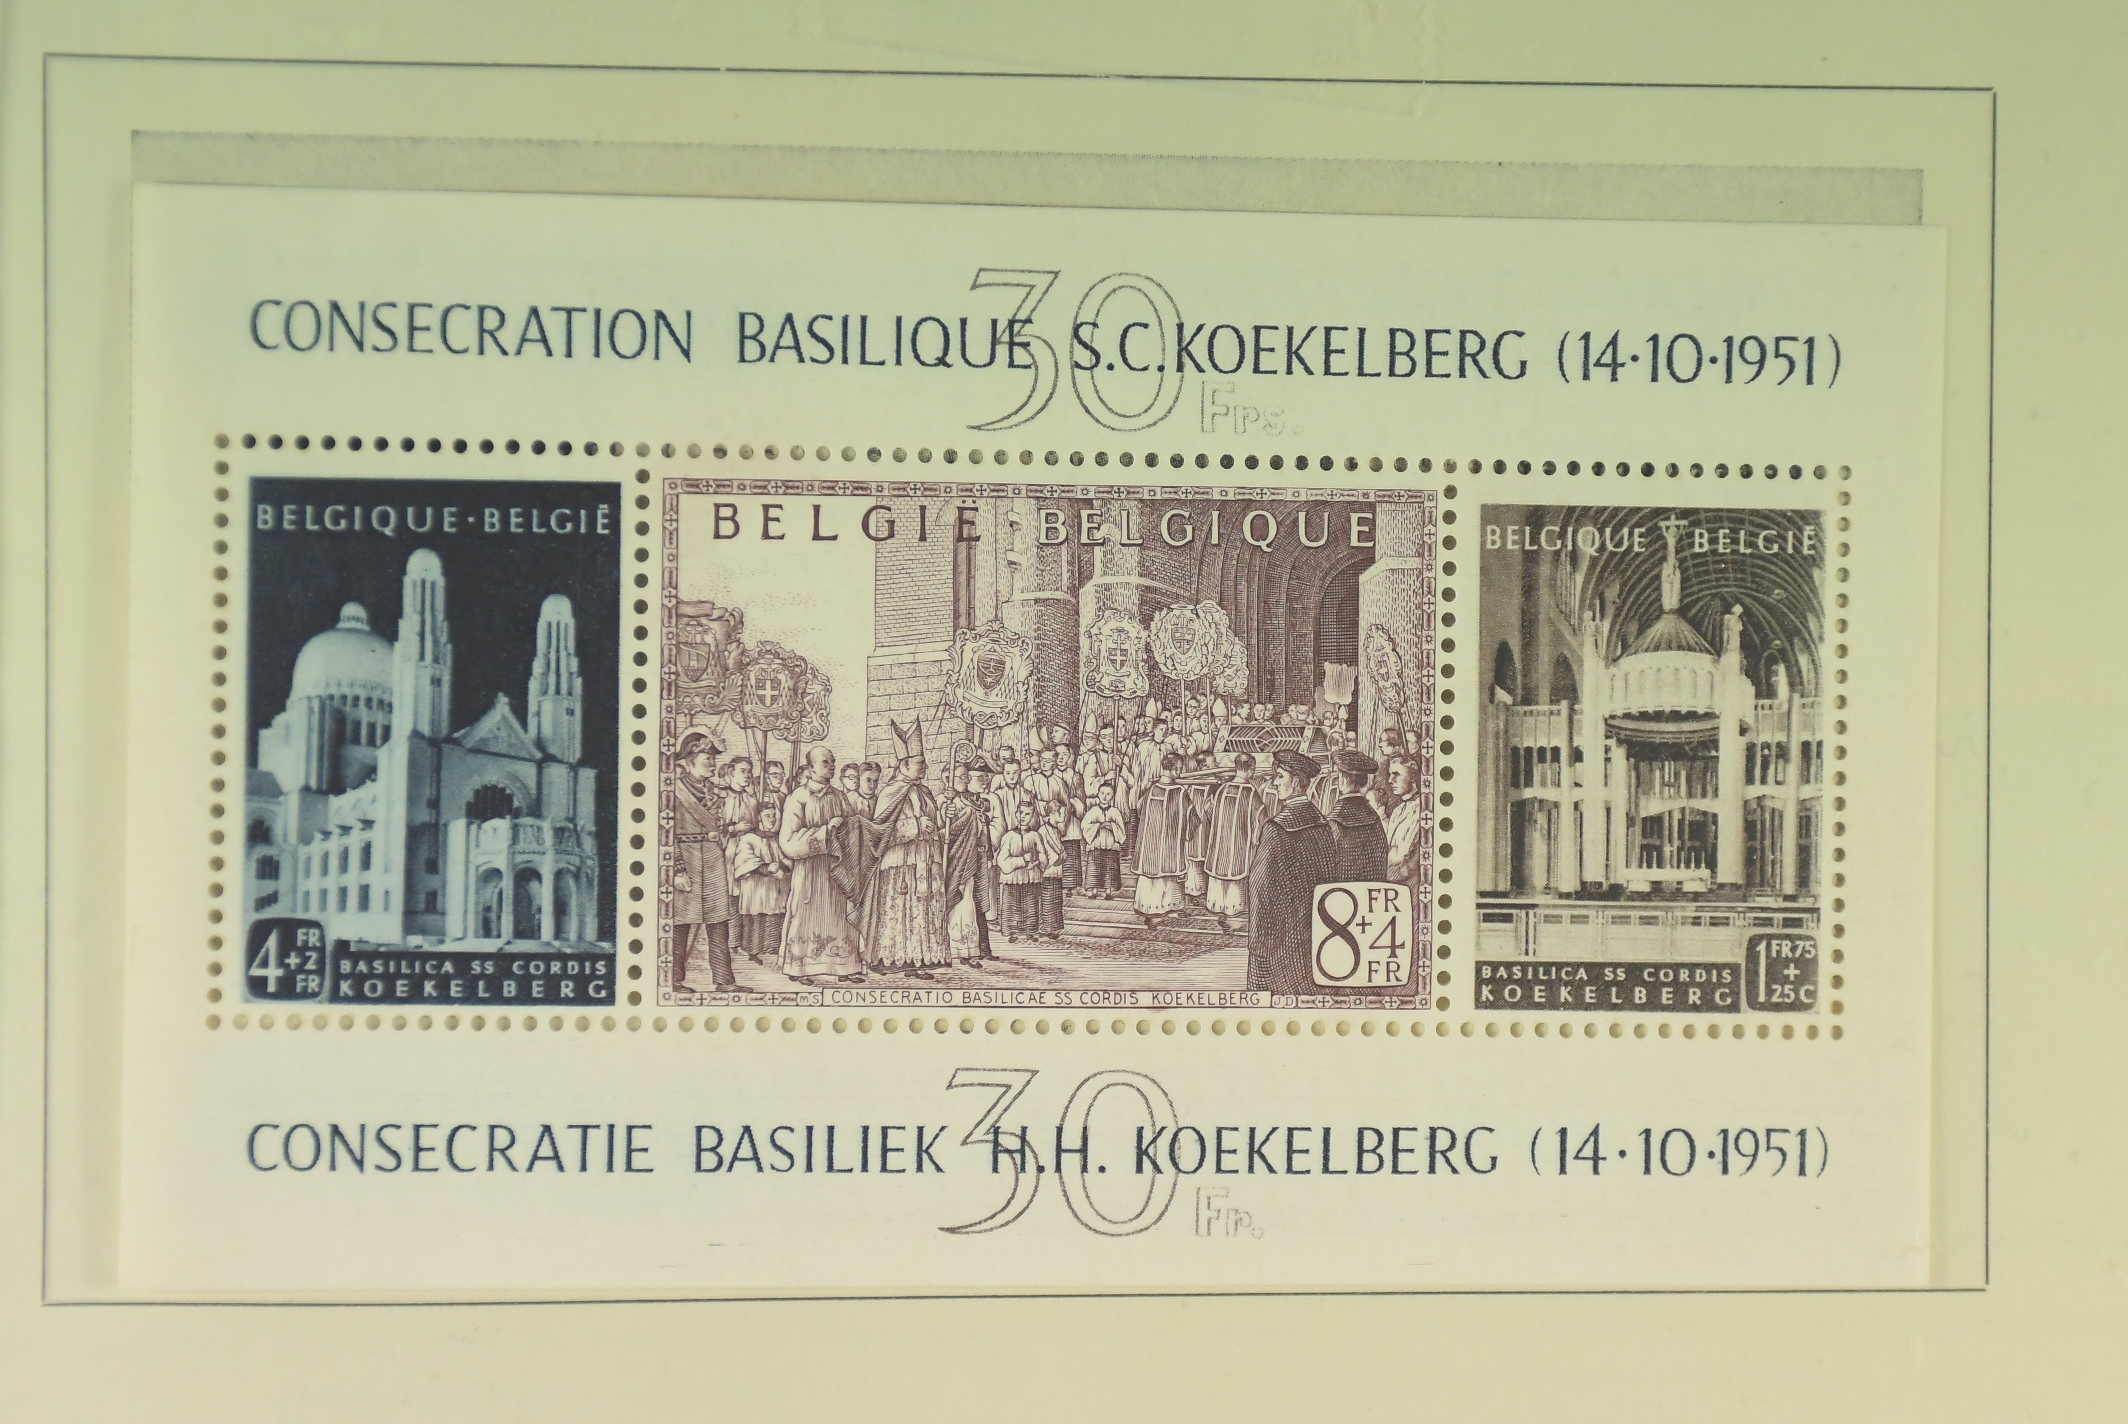 CONSECRATION BASILIQUE S.C. KOEKELBERG (14·10·1951)
30 Frs.
BELGIQUE · BELGIË
4 FR +2 FR
BASILICA SS CORDIS
KOEKELBERG
BELGIË BELGIQUE
8 FR +4 FR
M.S CONSECRATIO BASILICAE SS CORDIS KOEKELBERG J D
BELGIQUE BELGIË
BASILICA SS CORDIS
KOEKELBERG
1 FR75 + 25 C
CONSECRATIE BASILIEK H.H. KOEKELBERG (14·10·1951)
30 Fr.